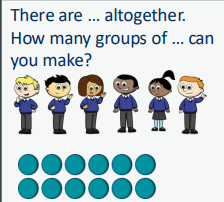 There are ... altogether.
How many groups of ... can
you make?